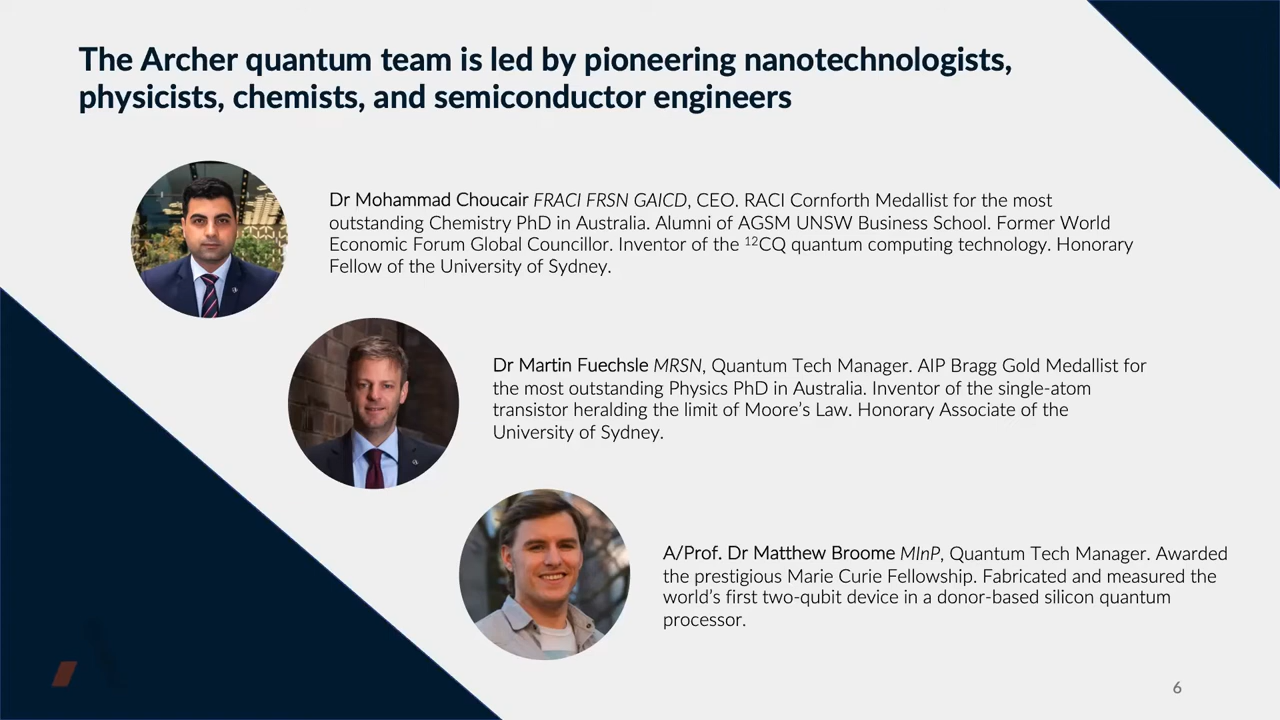 The Archer quantum team is led by pioneering nanotechnologists,
physicists, chemists, and semiconductor engineers
Dr Mohammad Choucair FRACI FRSN GAICD, CEO. RACI Cornforth Medallist for the most
outstanding Chemistry PhD in Australia. Alumni of AGSM UNSW Business School. Former World
Economic Forum Global Councillor. Inventor of the ¹²CQ quantum computing technology. Honorary
Fellow of the University of Sydney.
Dr Martin Fuechsle MRSN, Quantum Tech Manager. AIP Bragg Gold Medallist for
the most outstanding Physics PhD in Australia. Inventor of the single-atom
transistor heralding the limit of Moore’s Law. Honorary Associate of the
University of Sydney.
A/Prof. Dr Matthew Broome MInP, Quantum Tech Manager. Awarded
the prestigious Marie Curie Fellowship. Fabricated and measured the
world’s first two-qubit device in a donor-based silicon quantum
processor.
6